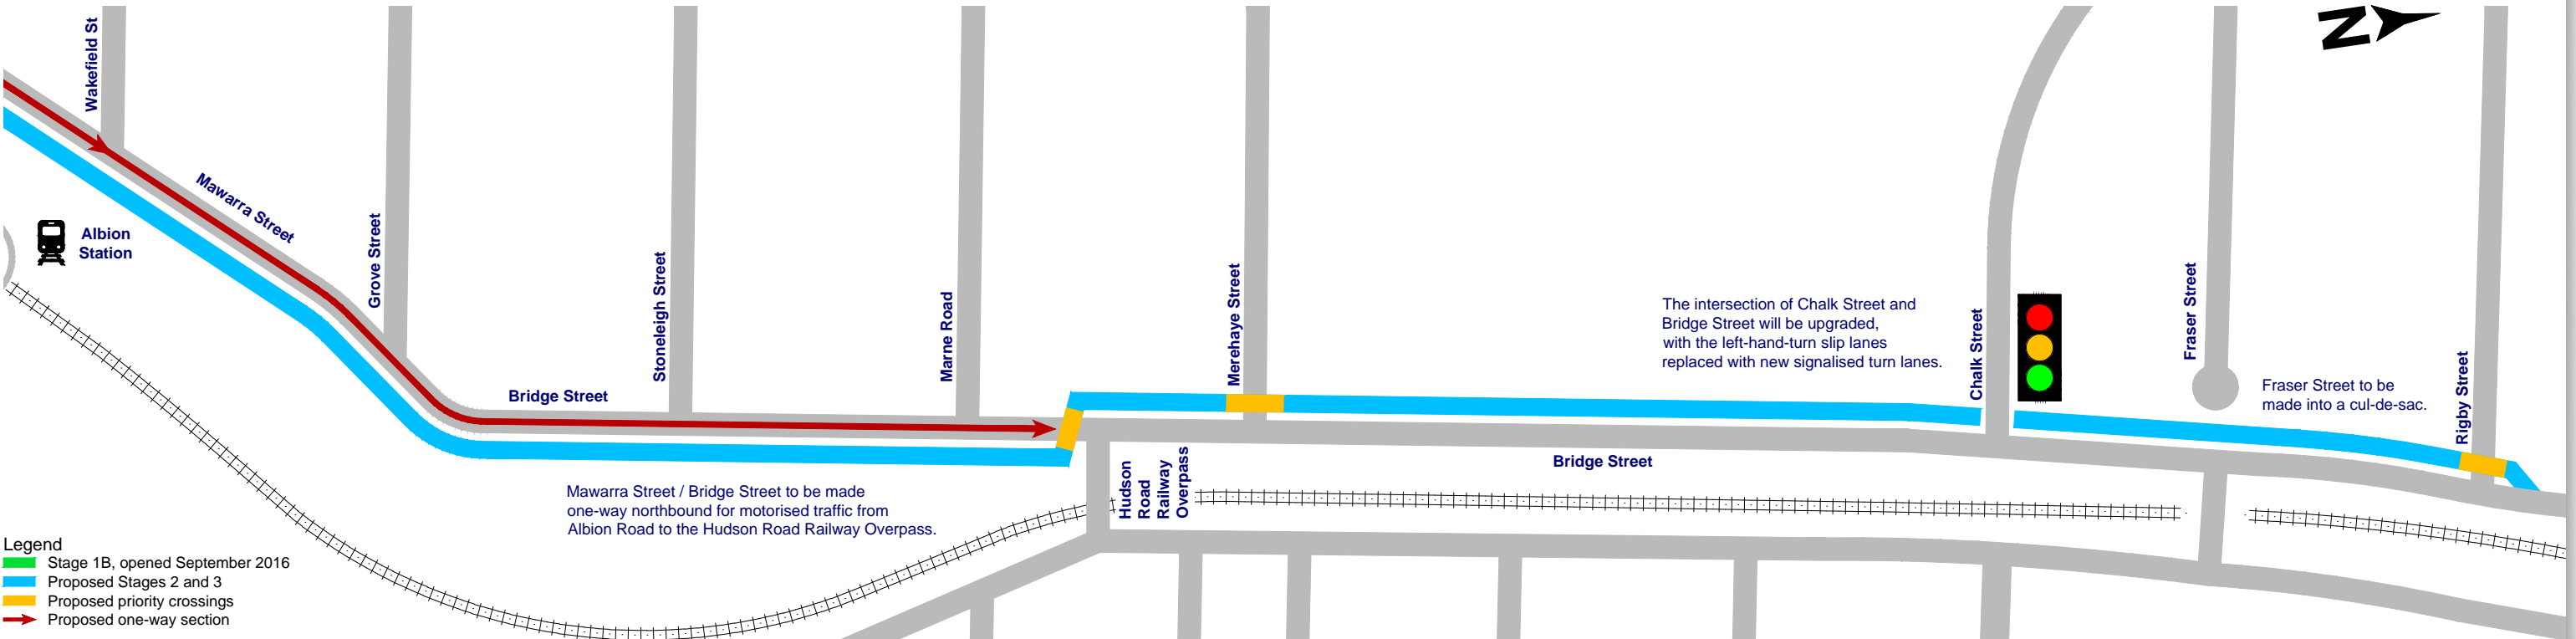 Wakefield St
N
Mawarra Street
Albion
Station
Grove Street
Stoneleigh Street
Marne Road
Merehaye Street
Bridge Street
The intersection of Chalk Street and
Bridge Street will be upgraded,
with the left-hand-turn slip lanes
replaced with new signalised turn lanes.
Chalk Street
Fraser Street
Fraser Street to be
made into a cul-de-sac.
Rigby Street
Hudson
Road
Railway
Overpass
Bridge Street
Mawarra Street / Bridge Street to be made
one-way northbound for motorised traffic from
Albion Road to the Hudson Road Railway Overpass.
Legend
Stage 1B, opened September 2016
Proposed Stages 2 and 3
Proposed priority crossings
Proposed one-way section